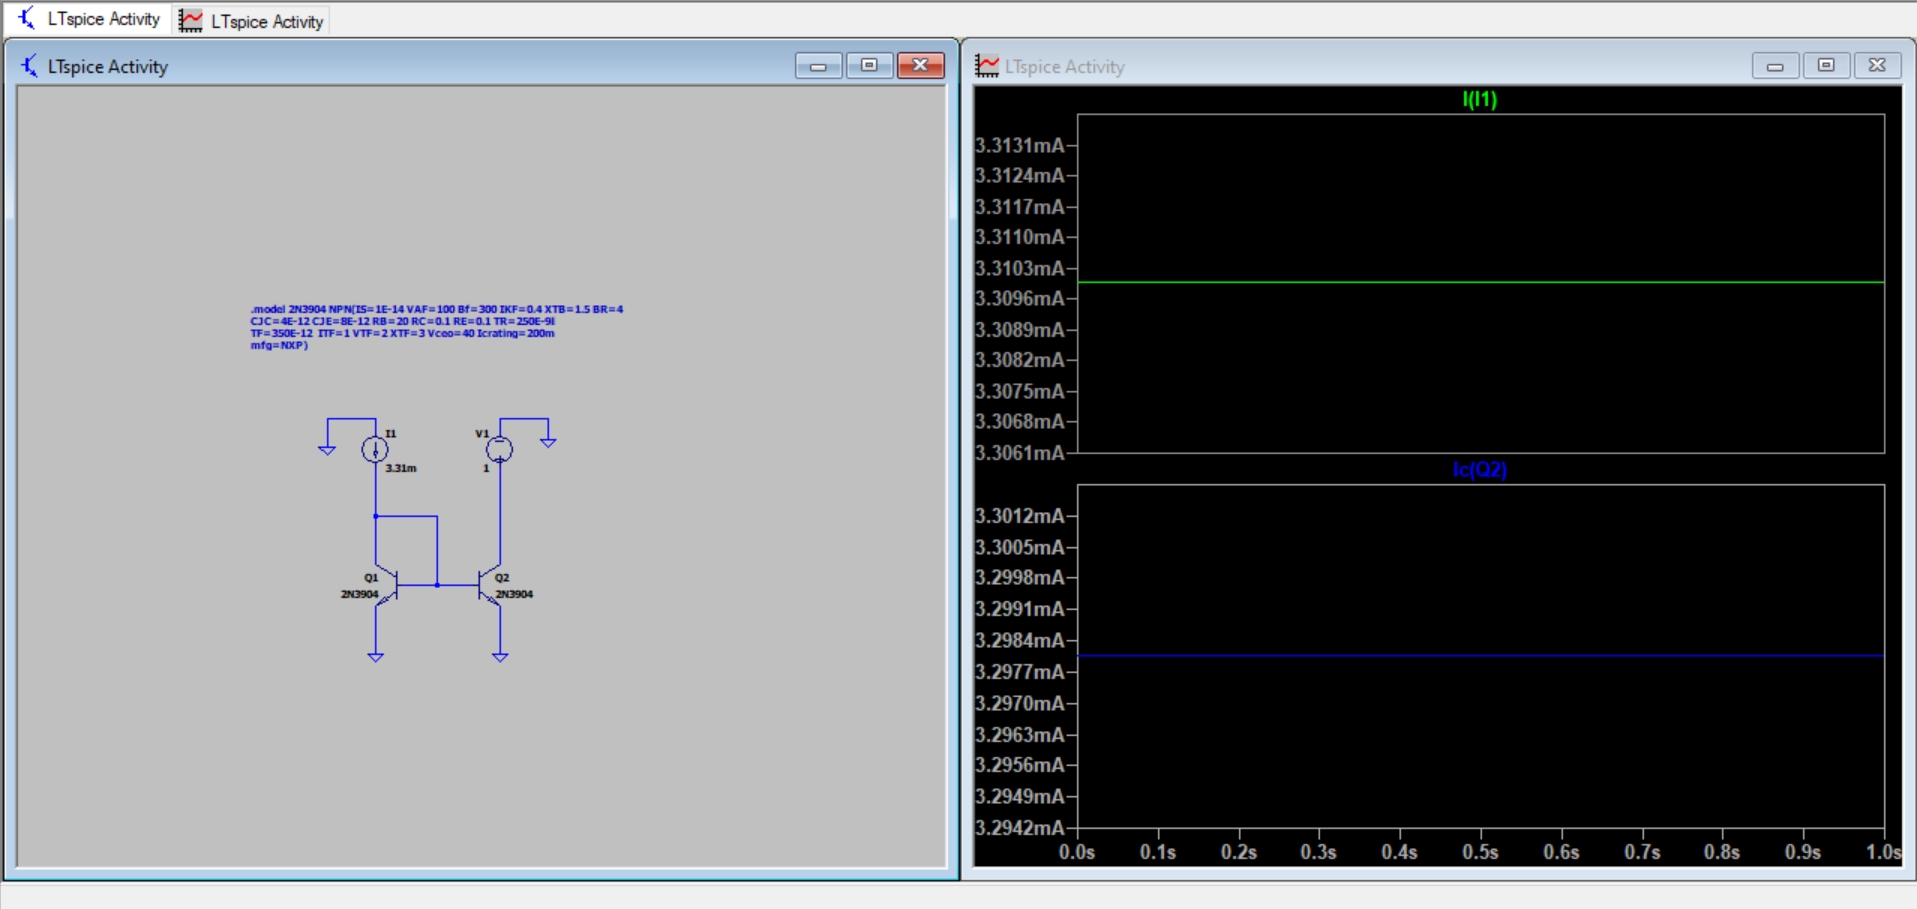 LTspice Activity
LTspice Activity
LTspice Activity
.model 2N3904 NPN(IS=1E-14 VAF=100 Bf=300 IKF=0.4 XTB=1.5 BR=4
CJC=4E-12 CJE=8E-12 RB=20 RC=0.1 RE=0.1 TR=250E-9
TF=350E-12 ITF=1 VTF=2 XTF=3 Vceo=40 Icrating=200m
mfg=NXP)
I1
3.31m
V1
1
Q1
2N3904
Q2
2N3904
LTspice Activity
I(I1)
3.3131mA
3.3124mA
3.3117mA
3.3110mA
3.3103mA
3.3096mA
3.3089mA
3.3082mA
3.3075mA
3.3068mA
3.3061mA
Ic(Q2)
3.3012mA
3.3005mA
3.2998mA
3.2991mA
3.2984mA
3.2977mA
3.2970mA
3.2963mA
3.2956mA
3.2949mA
3.2942mA
0.0s 0.1s 0.2s 0.3s 0.4s 0.5s 0.6s 0.7s 0.8s 0.9s 1.0s